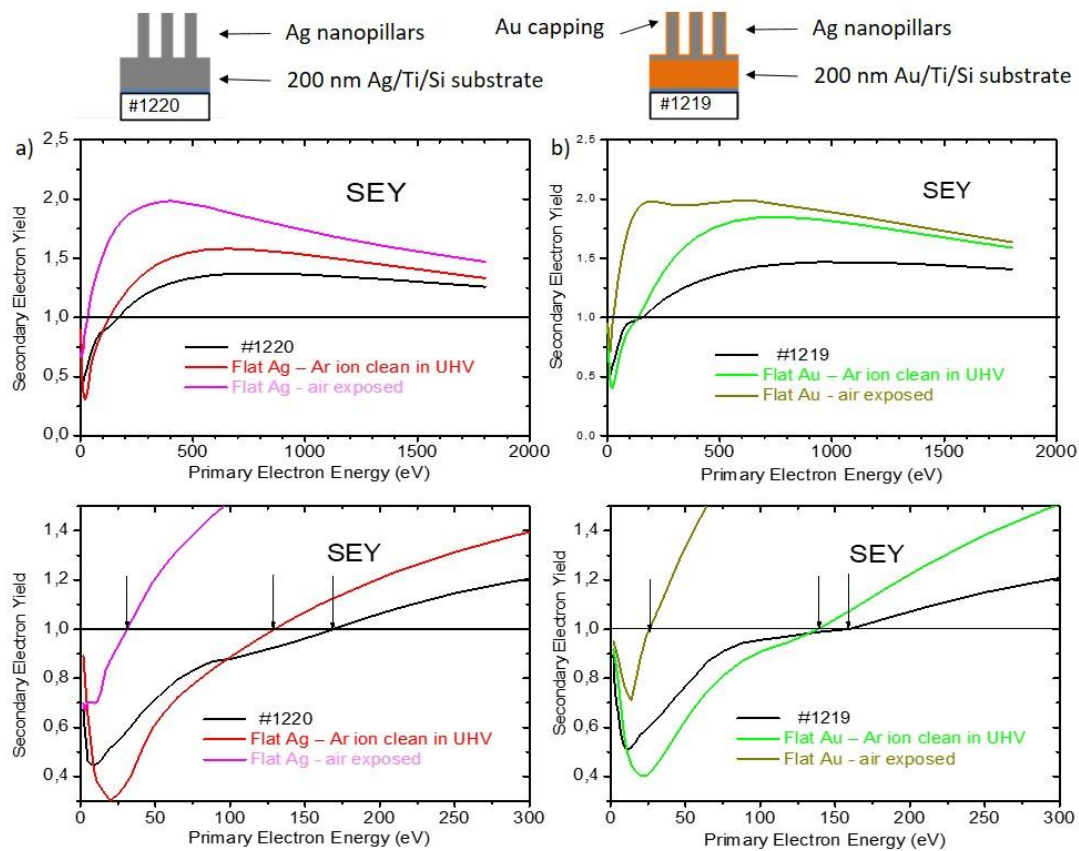 Ag nanopillars
200 nm Ag/Ti/Si substrate
#1220
Au capping
Ag nanopillars
200 nm Au/Ti/Si substrate
#1219
a)
SEY
Secondary Electron Yield
2,5
2,0
1,5
1,0
0,5
0,0
#1220
Flat Ag – Ar ion clean in UHV
Flat Ag - air exposed
0 500 1000 1500 2000
Primary Electron Energy (eV)
b)
SEY
Secondary Electron Yield
2,5
2,0
1,5
1,0
0,5
0,0
#1219
Flat Au – Ar ion clean in UHV
Flat Au - air exposed
0 500 1000 1500 2000
Primary Electron Energy (eV)
SEY
Secondary Electron Yield
1,4
1,2
1,0
0,8
0,6
0,4
#1220
Flat Ag – Ar ion clean in UHV
Flat Ag - air exposed
0 50 100 150 200 250 300
Primary Electron Energy (eV)
SEY
Secondary Electron Yield
1,4
1,2
1,0
0,8
0,6
0,4
#1219
Flat Au – Ar ion clean in UHV
Flat Au - air exposed
0 50 100 150 200 250 300
Primary Electron Energy (eV)